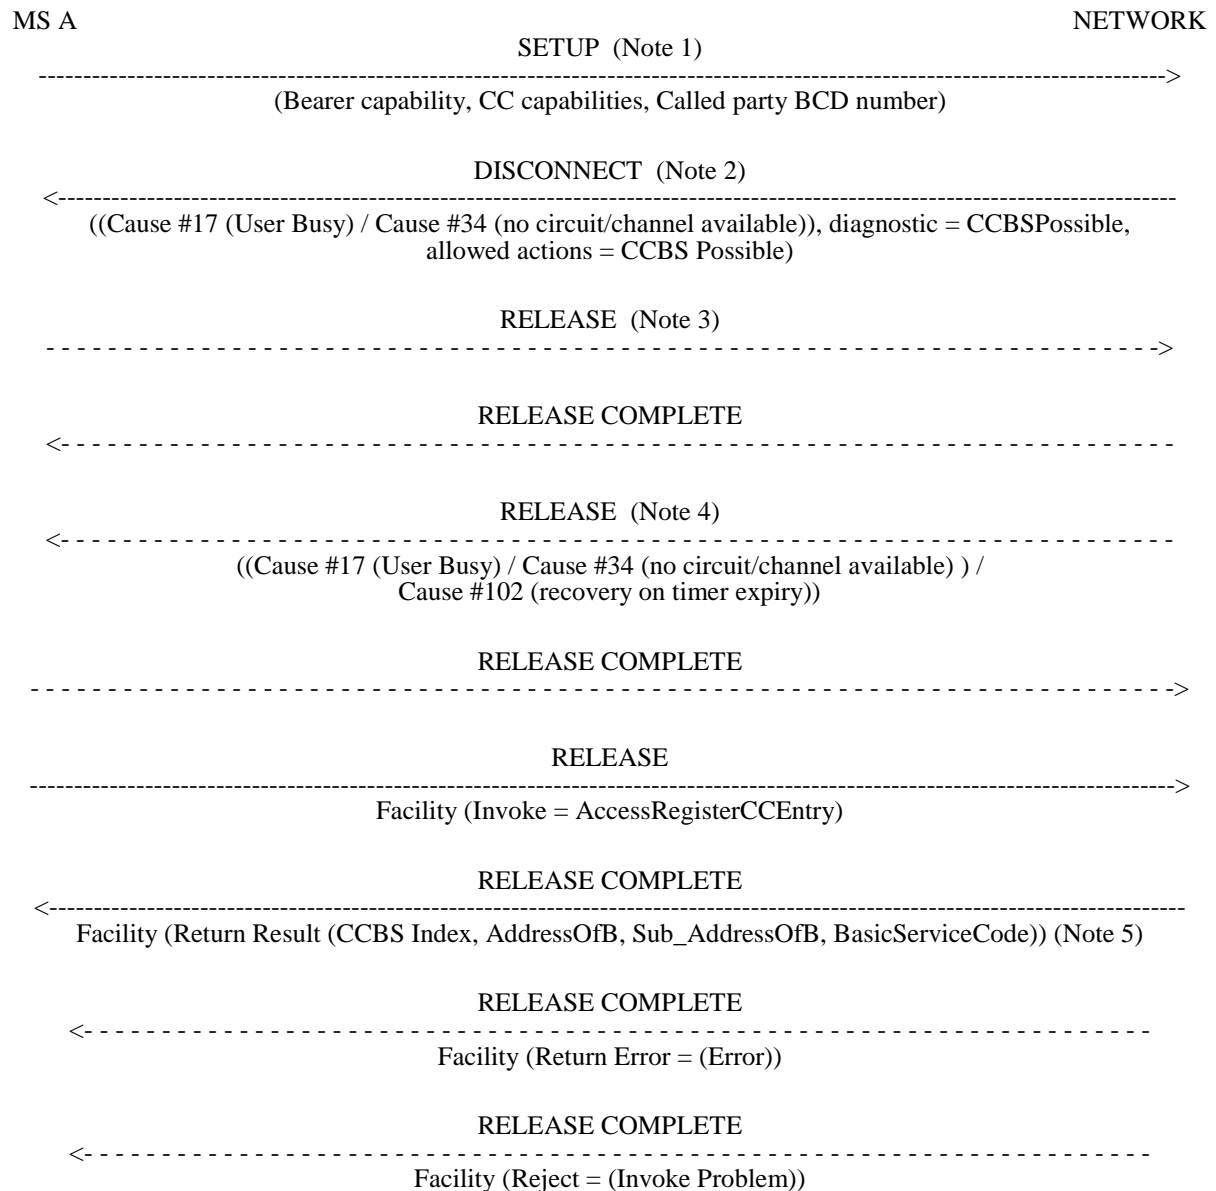 MS A NETWORK
SETUP (Note 1)
------------------------------------------------------------------------------------------------------------------------------->
(Bearer capability, CC capabilities, Called party BCD number)
DISCONNECT (Note 2)
<-------------------------------------------------------------------------------------------------------------------------------
((Cause #17 (User Busy) / Cause #34 (no circuit/channel available)), diagnostic = CCBSPossible,
allowed actions = CCBS Possible)
RELEASE (Note 3)
- - - - - - - - - - - - - - - - - - - - - - - - - - - - - - - - - - - - - - - - - - - - - - - - - - - - - - - - - - - - - - - - - - - - - - - ->
RELEASE COMPLETE
<- - - - - - - - - - - - - - - - - - - - - - - - - - - - - - - - - - - - - - - - - - - - - - - - - - - - - - - - - - - - - - - - - - - - - - - -
RELEASE (Note 4)
<- - - - - - - - - - - - - - - - - - - - - - - - - - - - - - - - - - - - - - - - - - - - - - - - - - - - - - - - - - - - - - - - - - - - - - - -
((Cause #17 (User Busy) / Cause #34 (no circuit/channel available) ) /
Cause #102 (recovery on timer expiry))
RELEASE COMPLETE
- - - - - - - - - - - - - - - - - - - - - - - - - - - - - - - - - - - - - - - - - - - - - - - - - - - - - - - - - - - - - - - - - - - - - - - - ->
RELEASE
--------------------------------------------------------------------------------------------------------------------------------->
Facility (Invoke = AccessRegisterCCEntry)
RELEASE COMPLETE
<--------------------------------------------------------------------------------------------------------------------------------
Facility (Return Result (CCBS Index, AddressOfB, Sub_AddressOfB, BasicServiceCode)) (Note 5)
RELEASE COMPLETE
<- - - - - - - - - - - - - - - - - - - - - - - - - - - - - - - - - - - - - - - - - - - - - - - - - - - - - - - - - - - - - - - - - - - - -
Facility (Return Error = (Error))
RELEASE COMPLETE
<- - - - - - - - - - - - - - - - - - - - - - - - - - - - - - - - - - - - - - - - - - - - - - - - - - - - - - - - - - - - - - - - - - - - -
Facility (Reject = (Invoke Problem))